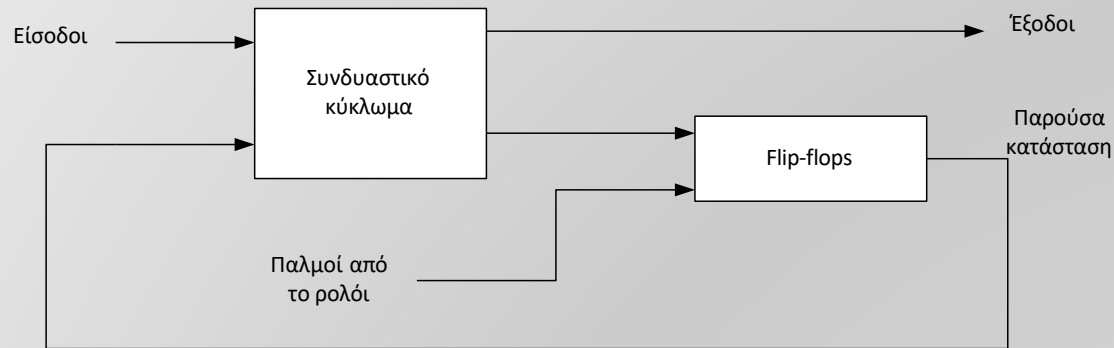 Είσοδοι
Έξοδοι
Συνδυαστικό
κύκλωμα
Παρούσα
κατάσταση
Flip-flops
Παλμοί από
το ρολόι